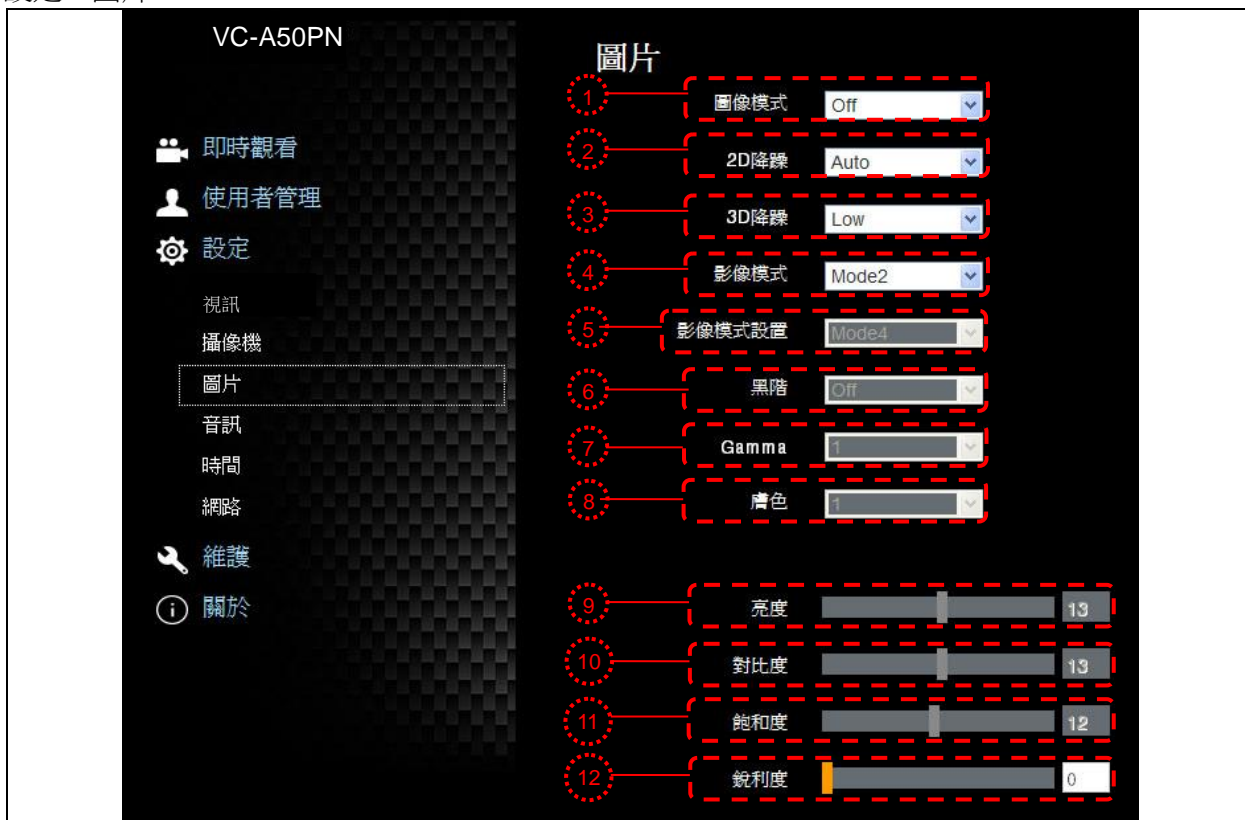 VC-A50PN
圖片
1 圖像模式 Off
即時觀看
2 2D降躁 Auto
使用者管理
3 3D降躁 Low
設定
4 影像模式 Mode2
視訊
5 影像模式設置 Mode4
攝像機
圖片
6 黑階 Off
音訊
7 Gamma 1
時間
8 膚色 1
網路
維護
關於
9 亮度 13
10 對比度 13
11 飽和度 12
12 銳利度 0